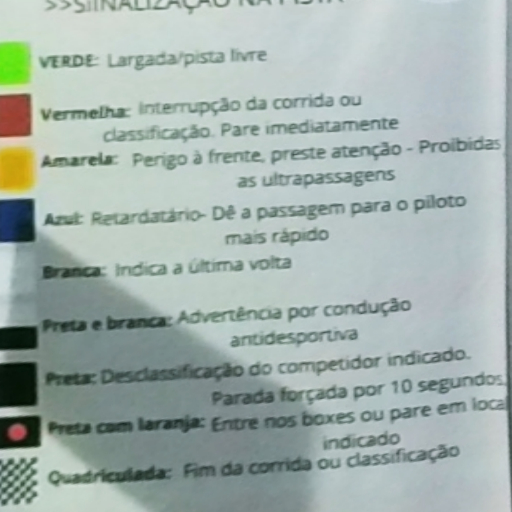 >>SIINALIZAÇÃO NA PISTA
VERDE: Largada/pista livre
Vermelha: Interrupção da corrida ou
classificação. Pare imediatamente
Amarela: Perigo à frente, preste atenção - Proibidas
as ultrapassagens
Azul: Retardatário- Dê a passagem para o piloto
mais rápido
Branca: Indica a última volta
Preta e branca: Advertência por condução
antidesportiva
Preta: Desclassificação do competidor indicado.
Parada forçada por 10 segundos.
Preta com laranja: Entre nos boxes ou pare em local
indicado
Quadriculada: Fim da corrida ou classificação